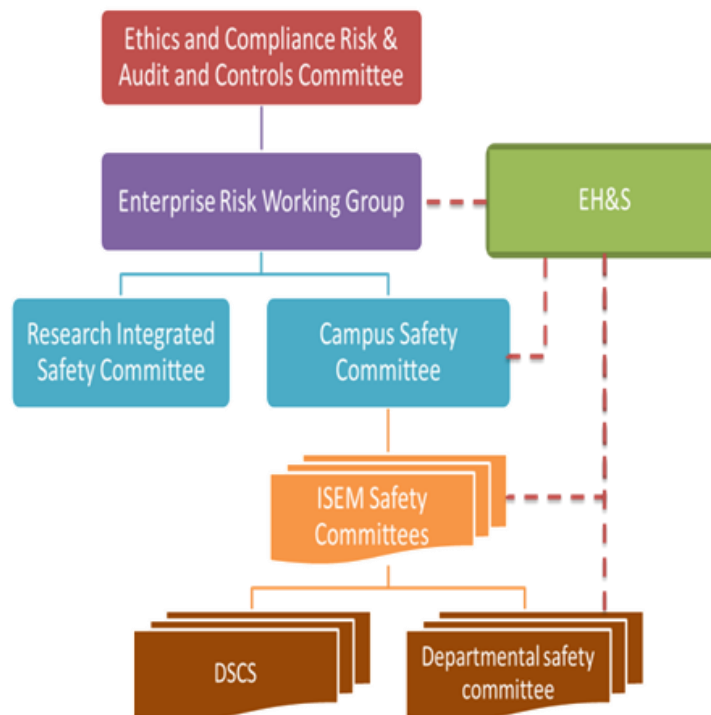 Ethics and Compliance Risk &
Audit and Controls Committee
Enterprise Risk Working Group
EH&S
Research Integrated
Safety Committee
Campus Safety
Committee
ISEM Safety
Committees
DSCS
Departmental safety
committee